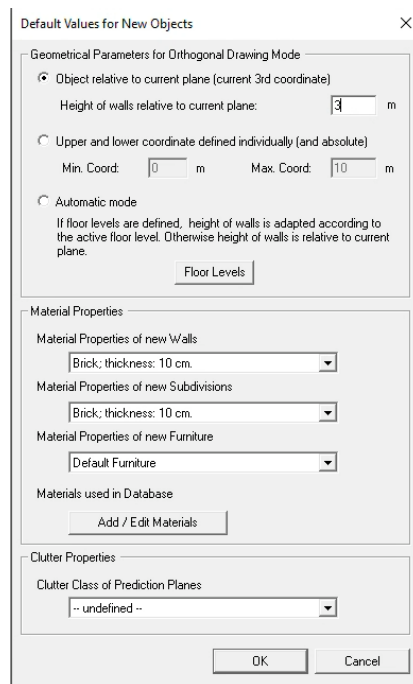 Default Values for New Objects
Geometrical Parameters for Orthogonal Drawing Mode
Object relative to current plane (current 3rd coordinate)
Height of walls relative to current plane: 3 m
Upper and lower coordinate defined individually (and absolute)
Min. Coord: 0 m Max. Coord: 10 m
Automatic mode
If floor levels are defined, height of walls is adapted according
to the active floor level. Otherwise height of walls is relative to current
plane.
Floor Levels
Material Properties
Material Properties of new Walls
Brick; thickness: 10 cm.
Material Properties of new Subdivisions
Brick; thickness: 10 cm.
Material Properties of new Furniture
Default Furniture
Materials used in Database
Add / Edit Materials
Clutter Properties
Clutter Class of Prediction Planes
-- undefined --
OK Cancel